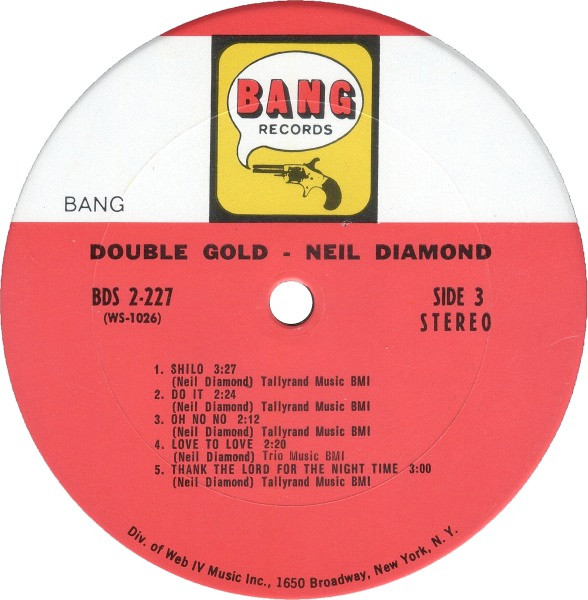 BANG
RECORDS
BANG
DOUBLE GOLD - NEIL DIAMOND
BDS 2-227
(WS-1026)
SIDE 3
STEREO
1. SHILO 3:27
(Neil Diamond) Tallyrand Music BMI
2. DO IT 2:24
(Neil Diamond) Tallyrand Music BMI
3. OH NO NO 2:12
(Neil Diamond) Tallyrand Music BMI
4. LOVE TO LOVE 2:20
(Neil Diamond) Trio Music BMI
5. THANK THE LORD FOR THE NIGHT TIME 3:00
(Neil Diamond) Tallyrand Music BMI
Div. of Web IV Music Inc., 1650 Broadway, New York, N. Y.